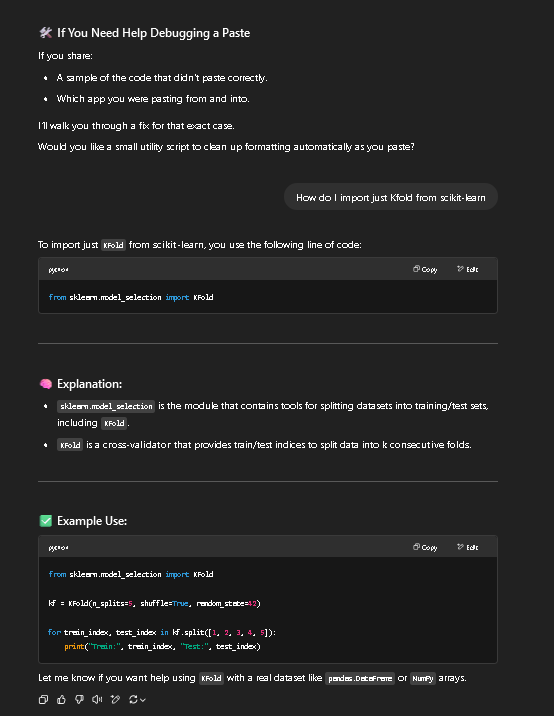 🛠️ If You Need Help Debugging a Paste
If you share:
• A sample of the code that didn't paste correctly.
• Which app you were pasting from and into.
I'll walk you through a fix for that exact case.
Would you like a small utility script to clean up formatting automatically as you paste?
How do I import just Kfold from scikit-learn
To import just KFold from scikit-learn, you use the following line of code:
python Copy Edit
from sklearn.model_selection import KFold
🧠 Explanation:
• sklearn.model_selection is the module that contains tools for splitting datasets into training/test sets,
including KFold.
• KFold is a cross-validator that provides train/test indices to split data into k consecutive folds.
✅ Example Use:
python Copy Edit
from sklearn.model_selection import KFold
kf = KFold(n_splits=5, shuffle=True, random_state=42)
for train_index, test_index in kf.split([1, 2, 3, 4, 5]):
print("Train:", train_index, "Test:", test_index)
Let me know if you want help using KFold with a real dataset like pandas.DataFrame or NumPy arrays.